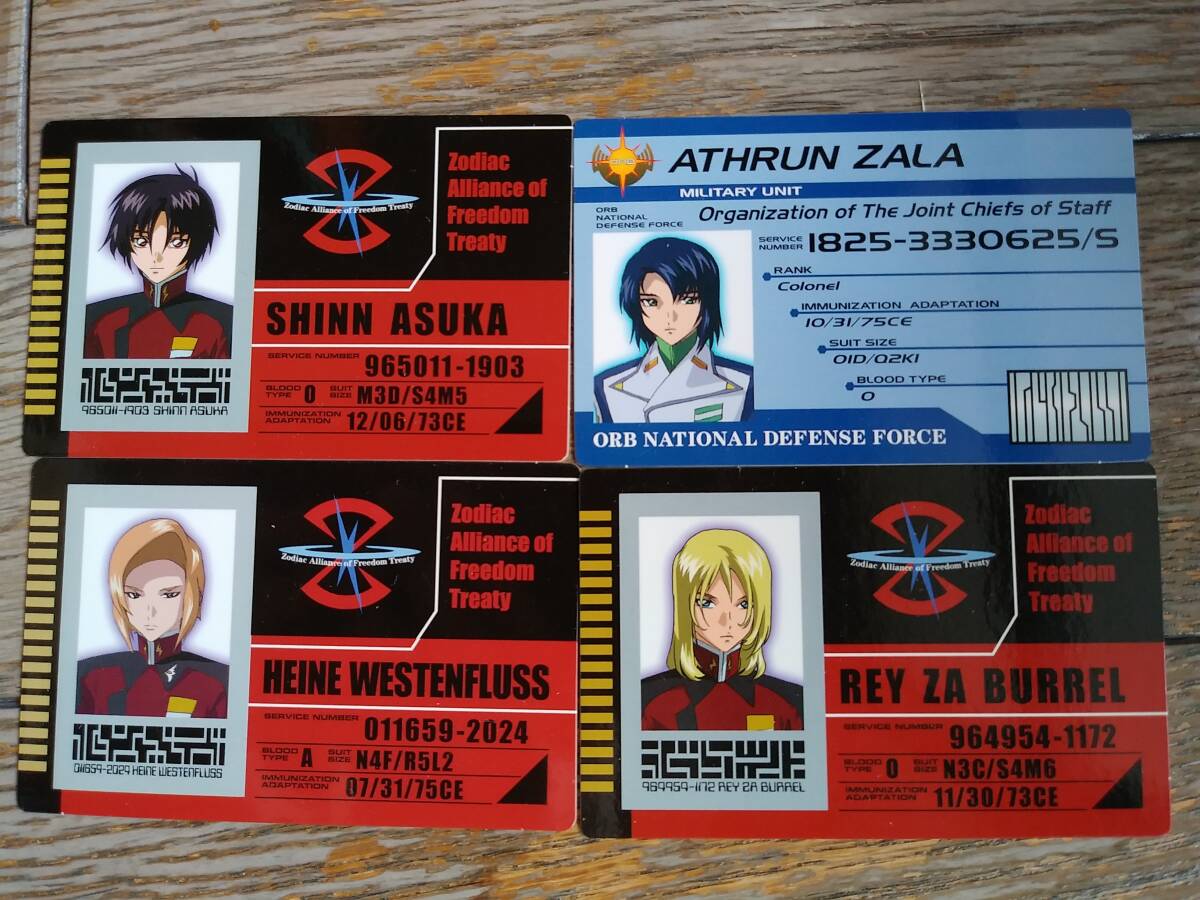 Zodiac Alliance of Freedom Treaty
Zodiac
Alliance of
Freedom
Treaty
SHINN ASUKA
SERVICE NUMBER 965011-1903
BLOOD TYPE O SUIT SIZE M3D/S4M5
IMMUNIZATION ADAPTATION 12/06/73CE
965011-1903 SHINN ASUKA
ORB
ATHRUN ZALA
MILITARY UNIT
ORB NATIONAL DEFENSE FORCE
Organization of The Joint Chiefs of Staff
SERVICE NUMBER 1825-3330625/S
RANK
Colonel
IMMUNIZATION ADAPTATION
10/31/75CE
SUIT SIZE
01D/Q2K1
BLOOD TYPE
O
ORB NATIONAL DEFENSE FORCE
Zodiac Alliance of Freedom Treaty
Zodiac
Alliance of
Freedom
Treaty
HEINE WESTENFLUSS
SERVICE NUMBER 011659-2024
BLOOD TYPE A SUIT SIZE N4F/R5L2
IMMUNIZATION ADAPTATION 07/31/75CE
011659-2024 HEINE WESTENFLUSS
Zodiac Alliance of Freedom Treaty
Zodiac
Alliance of
Freedom
Treaty
REY ZA BURREL
SERVICE NUMBER 964954-1172
BLOOD TYPE O SUIT SIZE N3C/S4M6
IMMUNIZATION ADAPTATION 11/30/73CE
964954-1172 REY ZA BURREL